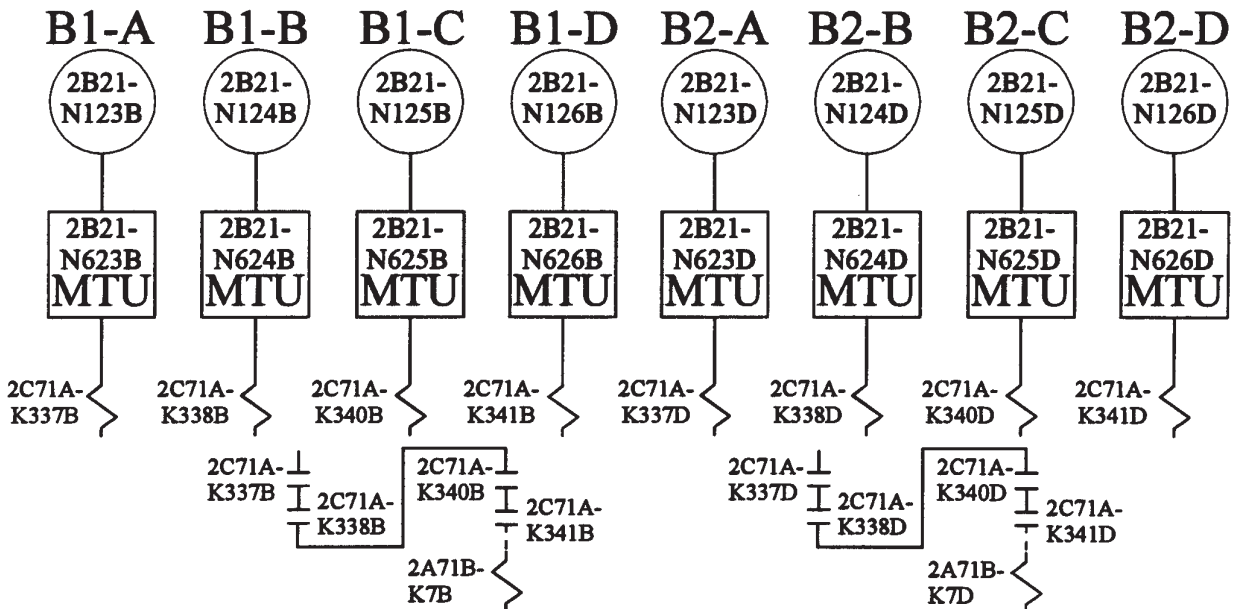 B1-A B1-B B1-C B1-D B2-A B2-B B2-C B2-D
2B21- 2B21- 2B21- 2B21- 2B21- 2B21- 2B21- 2B21-
N123B N124B N125B N126B N123D N124D N125D N126D
2B21- 2B21- 2B21- 2B21- 2B21- 2B21- 2B21- 2B21-
N623B N624B N625B N626B N623D N624D N625D N626D
MTU MTU MTU MTU MTU MTU MTU MTU
2C71A- 2C71A- 2C71A- 2C71A- 2C71A- 2C71A- 2C71A- 2C71A-
K337B K338B K340B K341B K337D K338D K340D K341D
2C71A- 2C71A- 2C71A- 2C71A-
K337B K340B K337D K340D
2C71A- 2C71A- 2C71A- 2C71A-
K338B K341B K338D K341D
2A71B- 2A71B-
K7B K7D